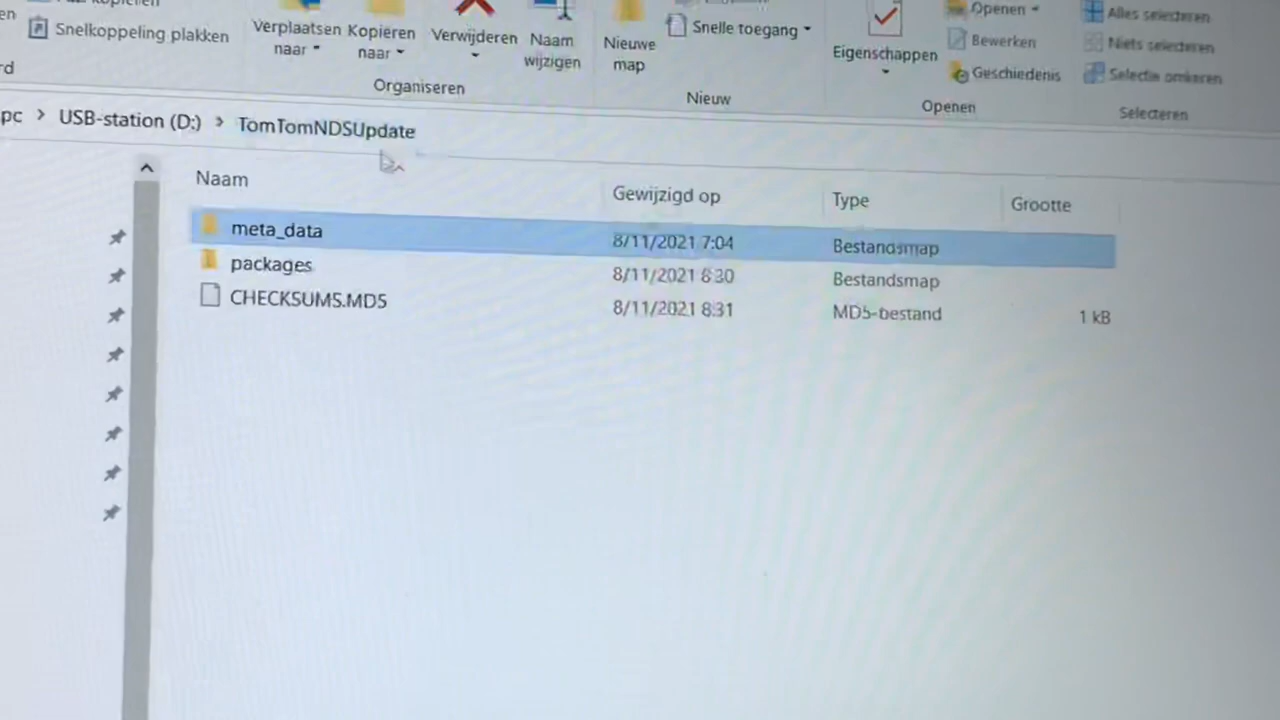 Snelkoppeling plakken
Verplaatsen naar
Kopiëren naar
Verwijderen
Naam wijzigen
Organiseren
Nieuwe map
Snelle toegang
Nieuw
Eigenschappen
Openen
Bewerken
Geschiedenis
Openen
Alles selecteren
Niets selecteren
Selectie omkeren
Selecteren
pc > USB-station (D:) > TomTomNDSUpdate
Naam Gewijzigd op Type Grootte
meta_data 8/11/2021 7:04 Bestandsmap
packages 8/11/2021 8:30 Bestandsmap
CHECKSUMS.MD5 8/11/2021 8:31 MD5-bestand 1 kB